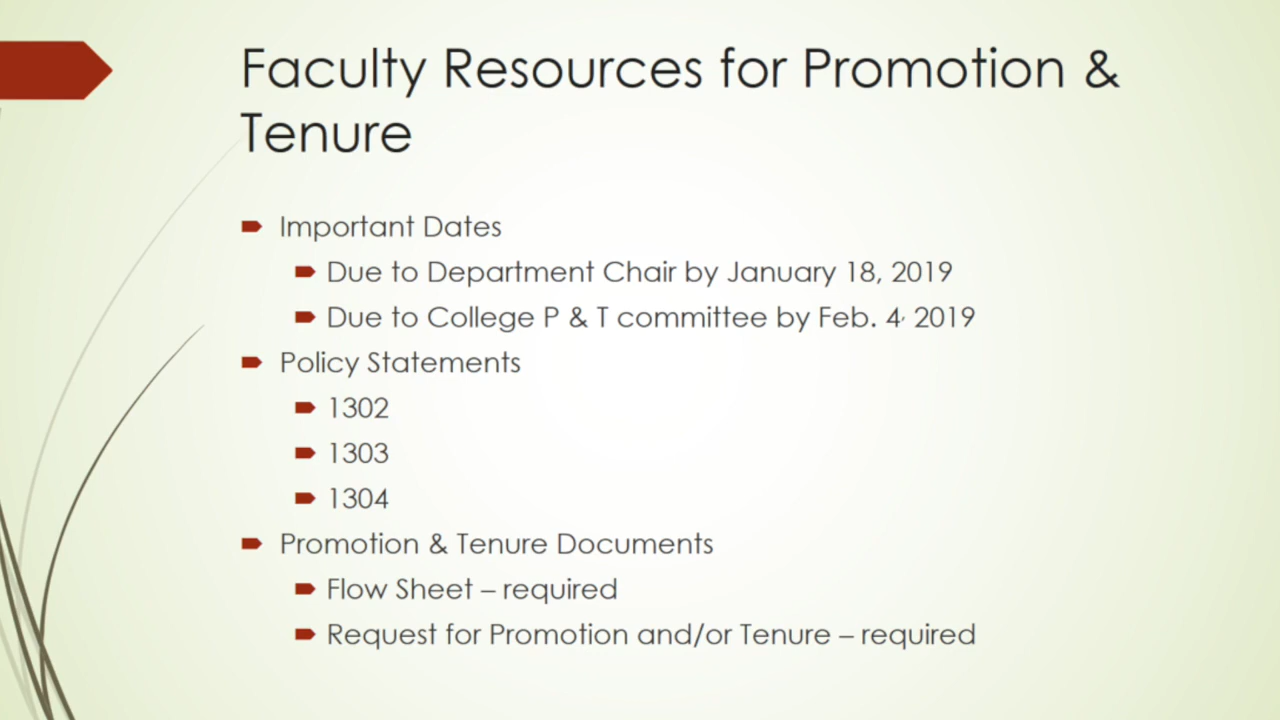 Faculty Resources for Promotion &
Tenure
Important Dates
Due to Department Chair by January 18, 2019
Due to College P & T committee by Feb. 4, 2019
Policy Statements
1302
1303
1304
Promotion & Tenure Documents
Flow Sheet – required
Request for Promotion and/or Tenure – required